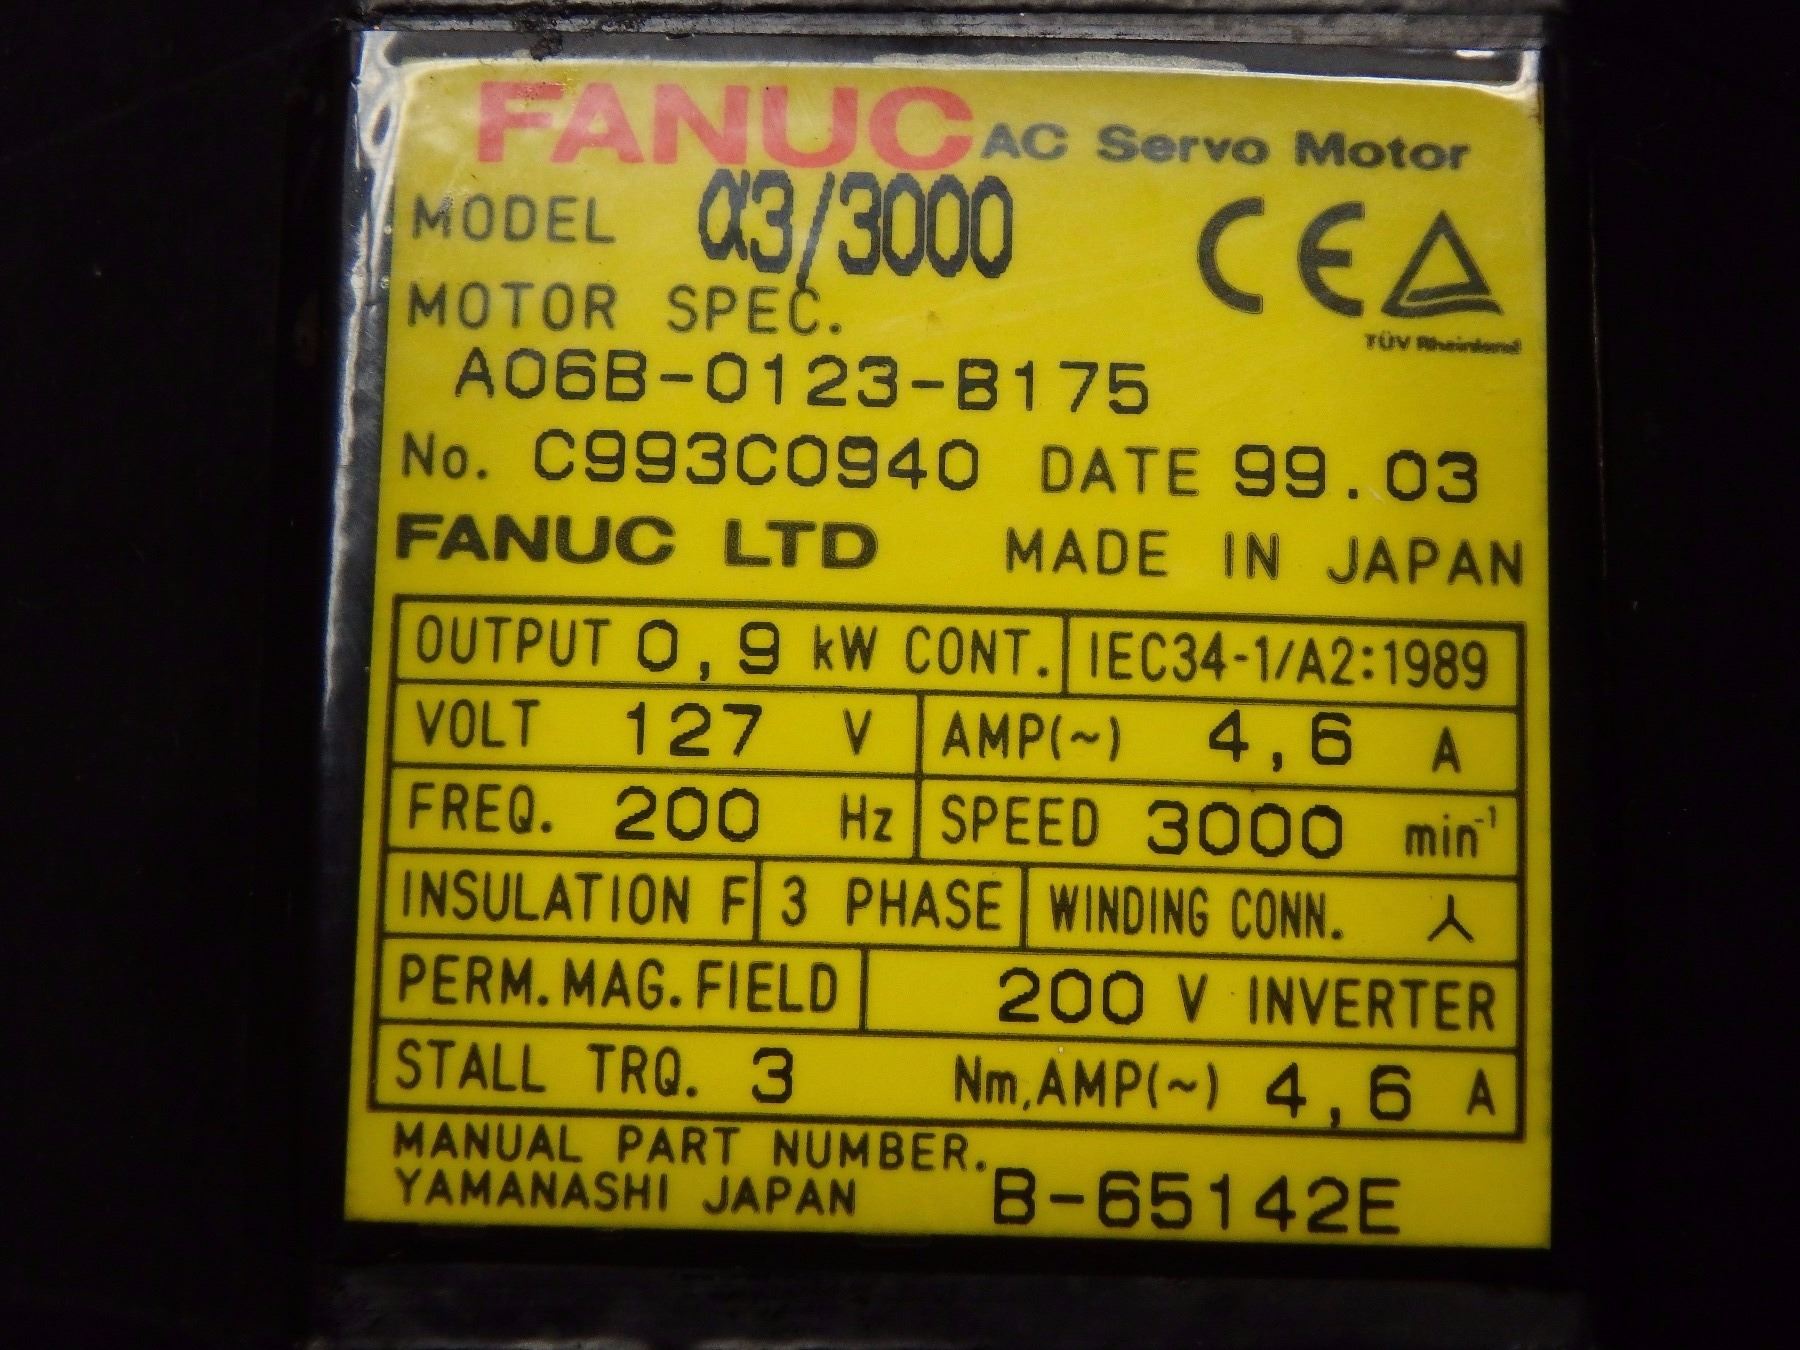 FANUC AC Servo Motor
MODEL α3/3000
CE
TÜV Rheinland
MOTOR SPEC.
A06B-0123-B175
No. C993C0940 DATE 99.03
FANUC LTD MADE IN JAPAN
OUTPUT 0,9 kW CONT. IEC34-1/A2:1989
VOLT 127 V AMP(~) 4,6 A
FREQ. 200 Hz SPEED 3000 min⁻¹
INSULATION F 3 PHASE WINDING CONN.
PERM.MAG.FIELD 200 V INVERTER
STALL TRQ. 3 Nm,AMP(~) 4,6 A
MANUAL PART NUMBER.
YAMANASHI JAPAN B-65142E